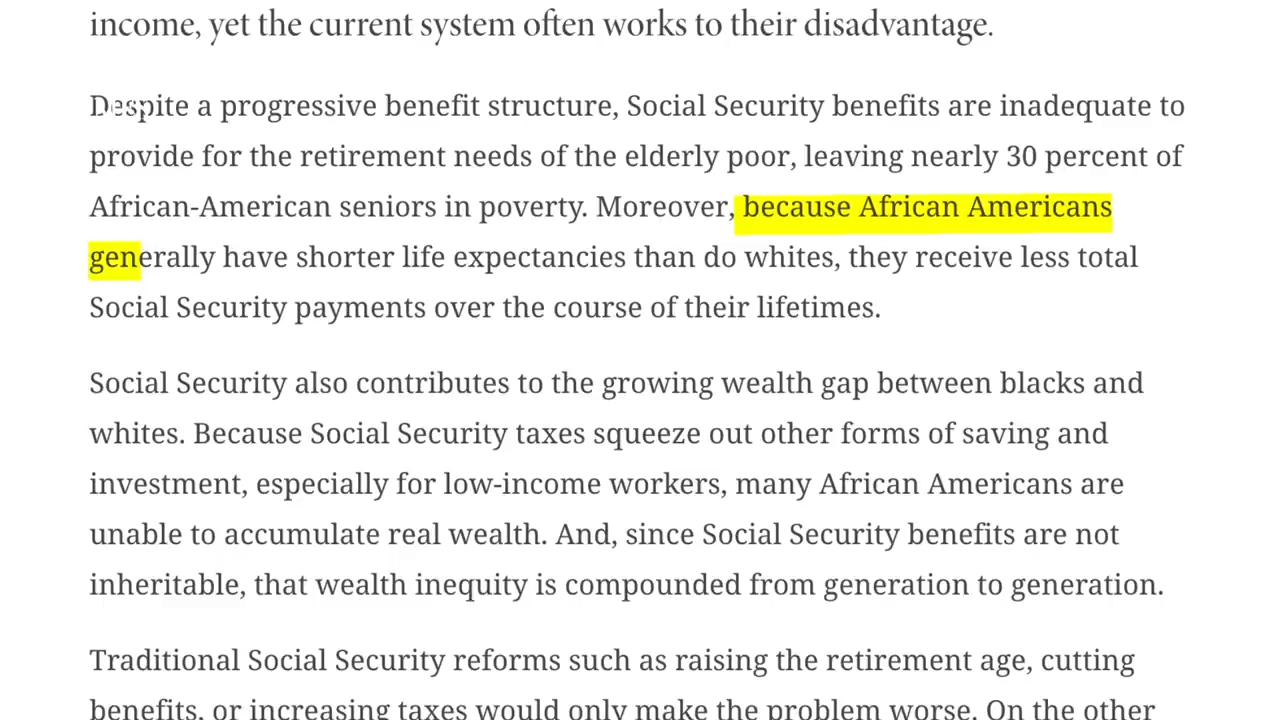 income, yet the current system often works to their disadvantage.
Despite a progressive benefit structure, Social Security benefits are inadequate to
provide for the retirement needs of the elderly poor, leaving nearly 30 percent of
African-American seniors in poverty. Moreover, because African Americans
generally have shorter life expectancies than do whites, they receive less total
Social Security payments over the course of their lifetimes.
Social Security also contributes to the growing wealth gap between blacks and
whites. Because Social Security taxes squeeze out other forms of saving and
investment, especially for low-income workers, many African Americans are
unable to accumulate real wealth. And, since Social Security benefits are not
inheritable, that wealth inequity is compounded from generation to generation.
Traditional Social Security reforms such as raising the retirement age, cutting
benefits, or increasing taxes would only make the problem worse. On the other